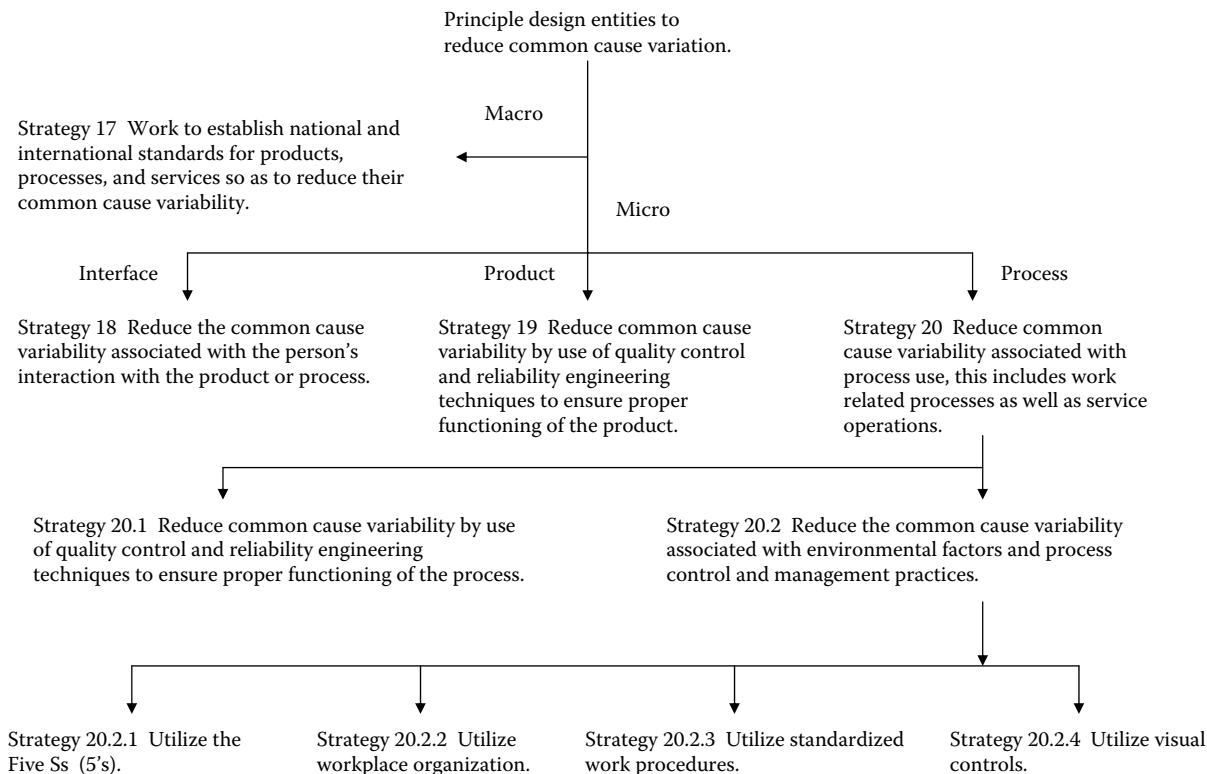 Principle design entities to
reduce common cause variation.
Macro
Strategy 17 Work to establish national and
international standards for products,
processes, and services so as to reduce their
common cause variability.
Micro
Interface
Product
Process
Strategy 18 Reduce the common cause
variability associated with the person’s
interaction with the product or process.
Strategy 19 Reduce common cause
variability by use of quality control
and reliability engineering
techniques to ensure proper
functioning of the product.
Strategy 20 Reduce common
cause variability associated with
process use, this includes work
related processes as well as service
operations.
Strategy 20.1 Reduce common cause variability by use
of quality control and reliability engineering
techniques to ensure proper functioning of the process.
Strategy 20.2 Reduce the common cause variability
associated with environmental factors and process
control and management practices.
Strategy 20.2.1 Utilize the
Five Ss (5’s).
Strategy 20.2.2 Utilize
workplace organization.
Strategy 20.2.3 Utilize standardized
work procedures.
Strategy 20.2.4 Utilize visual
controls.